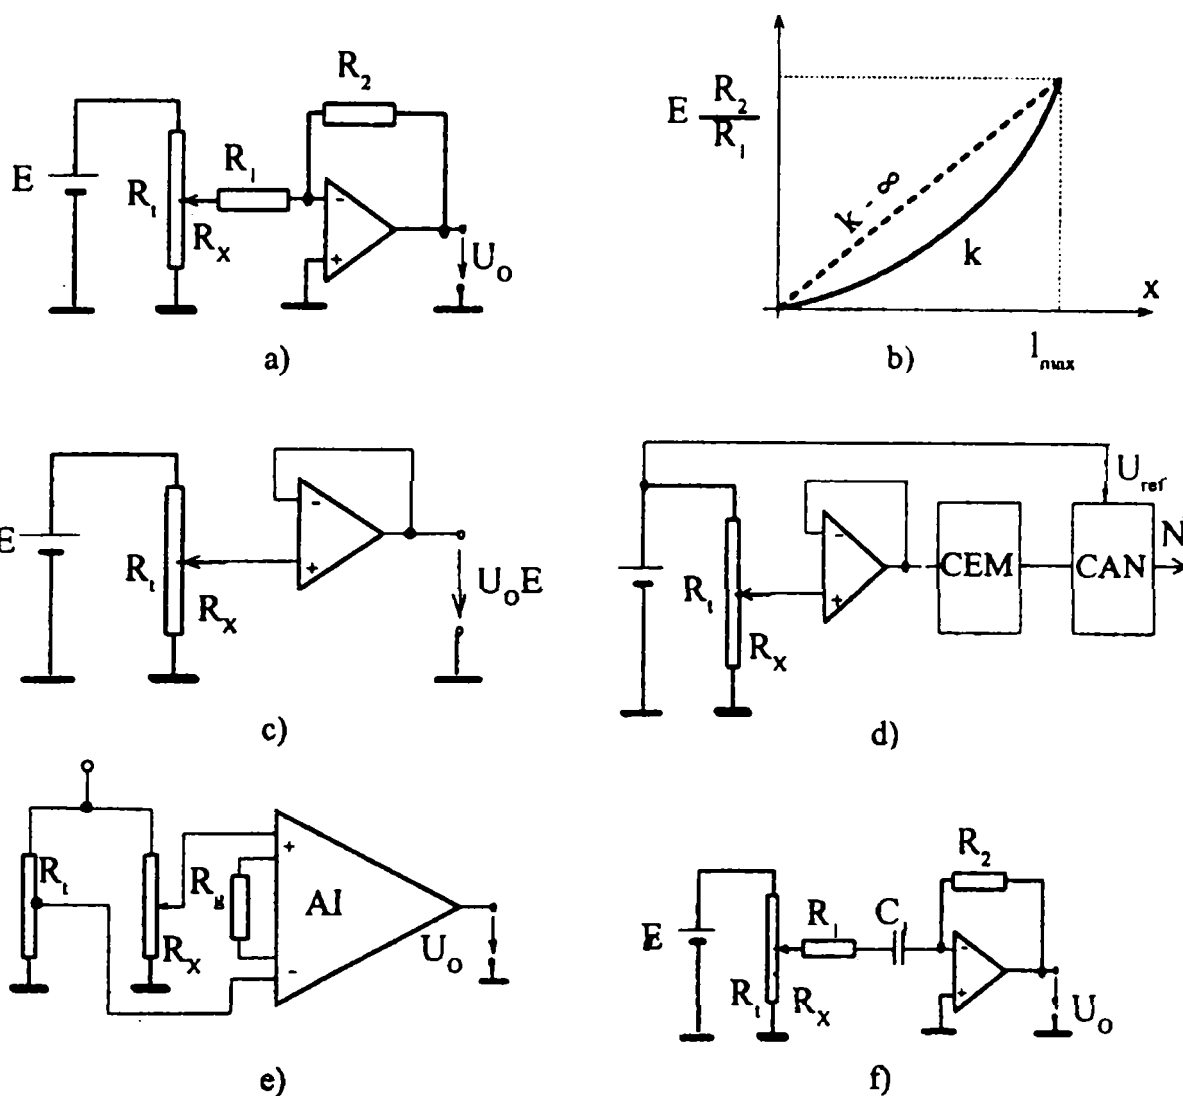 R2
R1
E
Rt
RX
-
+
UO
a)
E R2/R1
k - ∞
k
x
lmax
b)
E
Rt
RX
-
+
UOE
c)
Uref
Rt
RX
-
+
CEM
CAN
N
d)
Rt
Rg
RX
+
AI
-
UO
e)
R2
E
R1
C1
Rt
RX
-
+
UO
f)